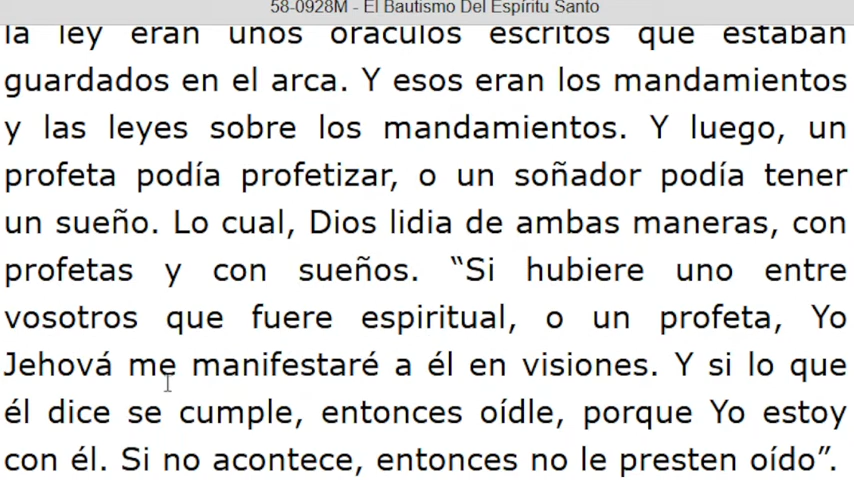 58-0928M - El Bautismo Del Espíritu Santo
la ley eran unos oráculos escritos que estaban
guardados en el arca. Y esos eran los mandamientos
y las leyes sobre los mandamientos. Y luego, un
profeta podía profetizar, o un soñador podía tener
un sueño. Lo cual, Dios lidia de ambas maneras, con
profetas y con sueños. “Si hubiere uno entre
vosotros que fuere espiritual, o un profeta, Yo
Jehová me manifestaré a él en visiones. Y si lo que
él dice se cumple, entonces oídle, porque Yo estoy
con él. Si no acontece, entonces no le presten oído”.